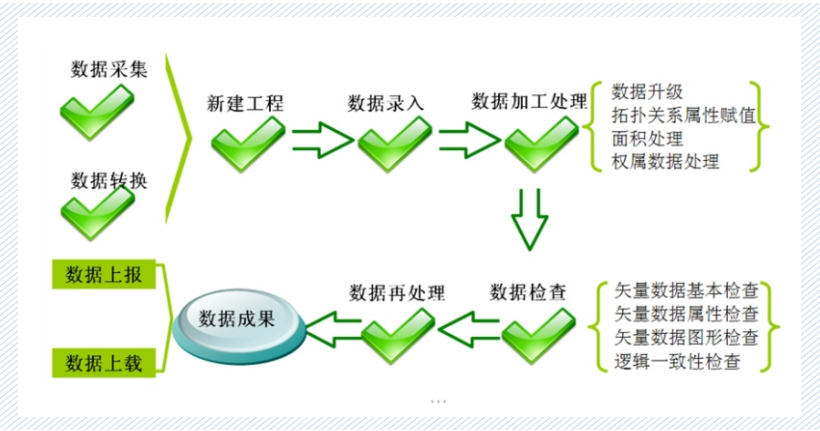 数据采集
数据转换
新建工程
数据录入
数据加工处理
数据升级
拓扑关系属性赋值
面积处理
权属数据处理
数据检查
矢量数据基本检查
矢量数据属性检查
矢量数据图形检查
逻辑一致性检查
数据再处理
数据成果
数据上报
数据上载
...